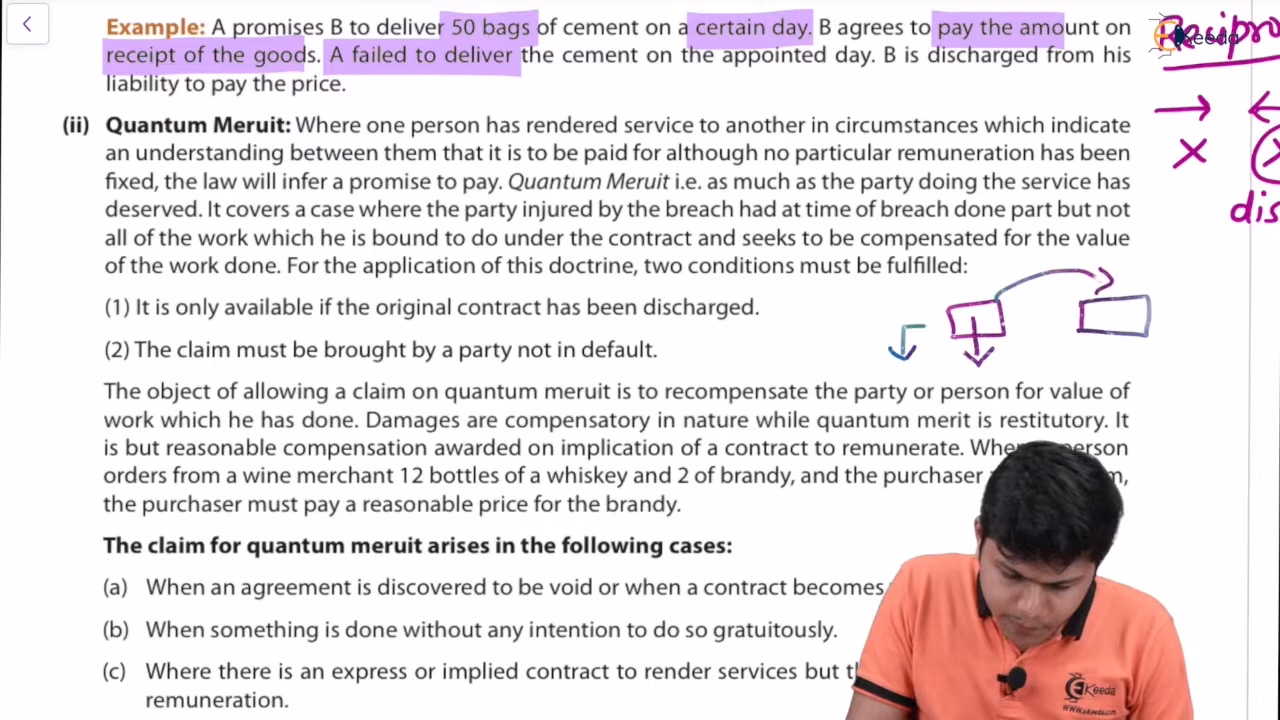 Example: A promises B to deliver 50 bags of cement on a certain day. B agrees to pay the amount on
receipt of the goods. A failed to deliver the cement on the appointed day. B is discharged from his
liability to pay the price.
(ii) Quantum Meruit: Where one person has rendered service to another in circumstances which indicate
an understanding between them that it is to be paid for although no particular remuneration has been
fixed, the law will infer a promise to pay. Quantum Meruit i.e. as much as the party doing the service has
deserved. It covers a case where the party injured by the breach had at time of breach done part but not
all of the work which he is bound to do under the contract and seeks to be compensated for the value
of the work done. For the application of this doctrine, two conditions must be fulfilled:
(1) It is only available if the original contract has been discharged.
(2) The claim must be brought by a party not in default.
The object of allowing a claim on quantum meruit is to recompensate the party or person for value of
work which he has done. Damages are compensatory in nature while quantum merit is restitutory. It
is but reasonable compensation awarded on implication of a contract to remunerate. Where person
orders from a wine merchant 12 bottles of a whiskey and 2 of brandy, and the purchaser
the purchaser must pay a reasonable price for the brandy.
The claim for quantum meruit arises in the following cases:
(a) When an agreement is discovered to be void or when a contract becomes
(b) When something is done without any intention to do so gratuitously.
(c) Where there is an express or implied contract to render services but
remuneration.
Recipro
Keeda
x
dis
Keeda
www.ekeeda.com